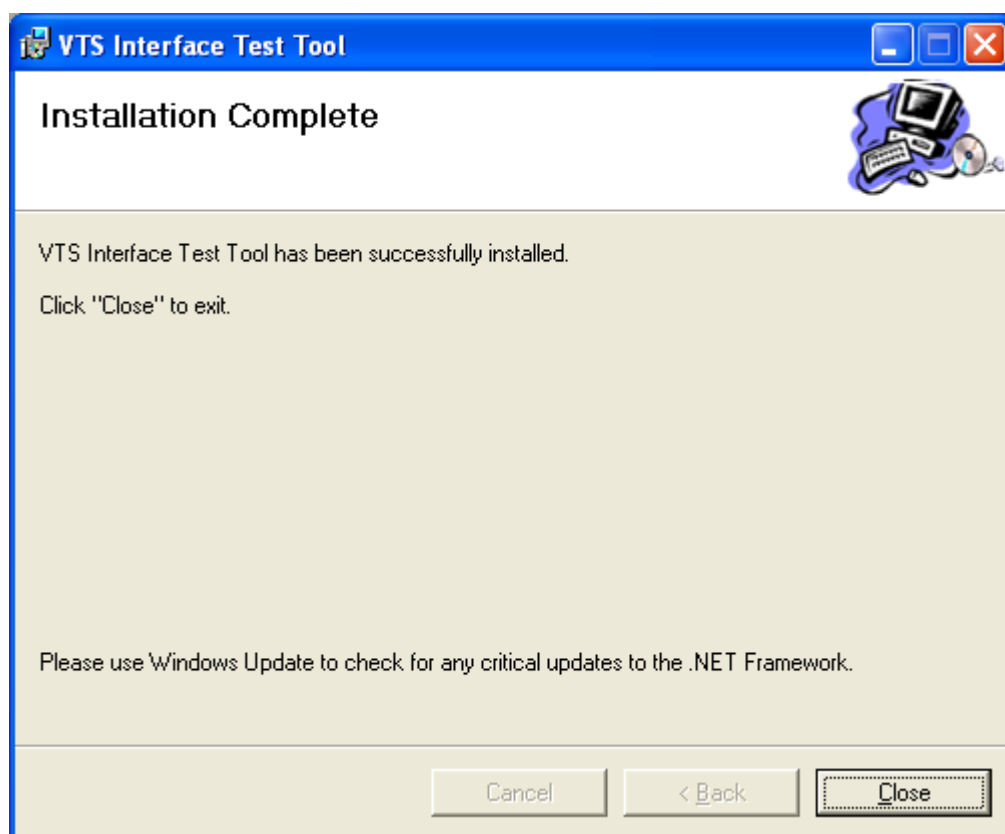 VTS Interface Test Tool
Installation Complete
VTS Interface Test Tool has been successfully installed.
Click "Close" to exit.
Please use Windows Update to check for any critical updates to the .NET Framework.
Cancel
< Back
Close